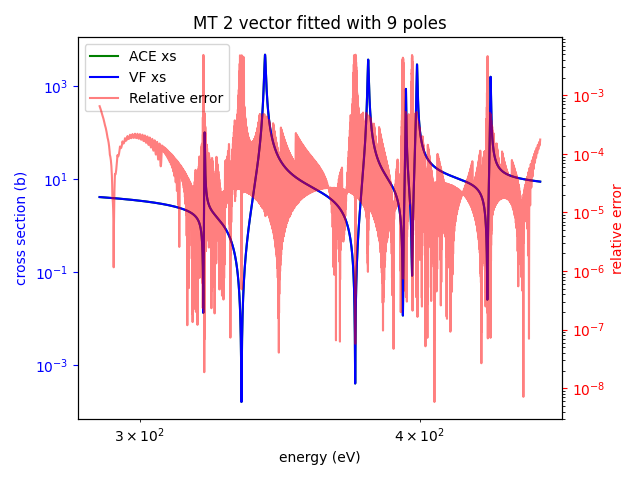 MT 2 vector fitted with 9 poles
ACE xs
VF xs
Relative error
cross section (b)
10³
10¹
10⁻¹
10⁻³
relative error
10⁻³
10⁻⁴
10⁻⁵
10⁻⁶
10⁻⁷
10⁻⁸
3 × 10² 4 × 10²
energy (eV)